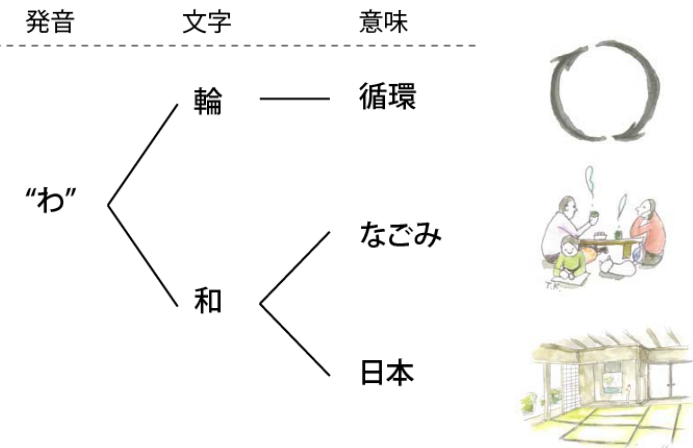 発音 文字 意味
輪 循環
“わ”
なごみ
和
日本
T.K.